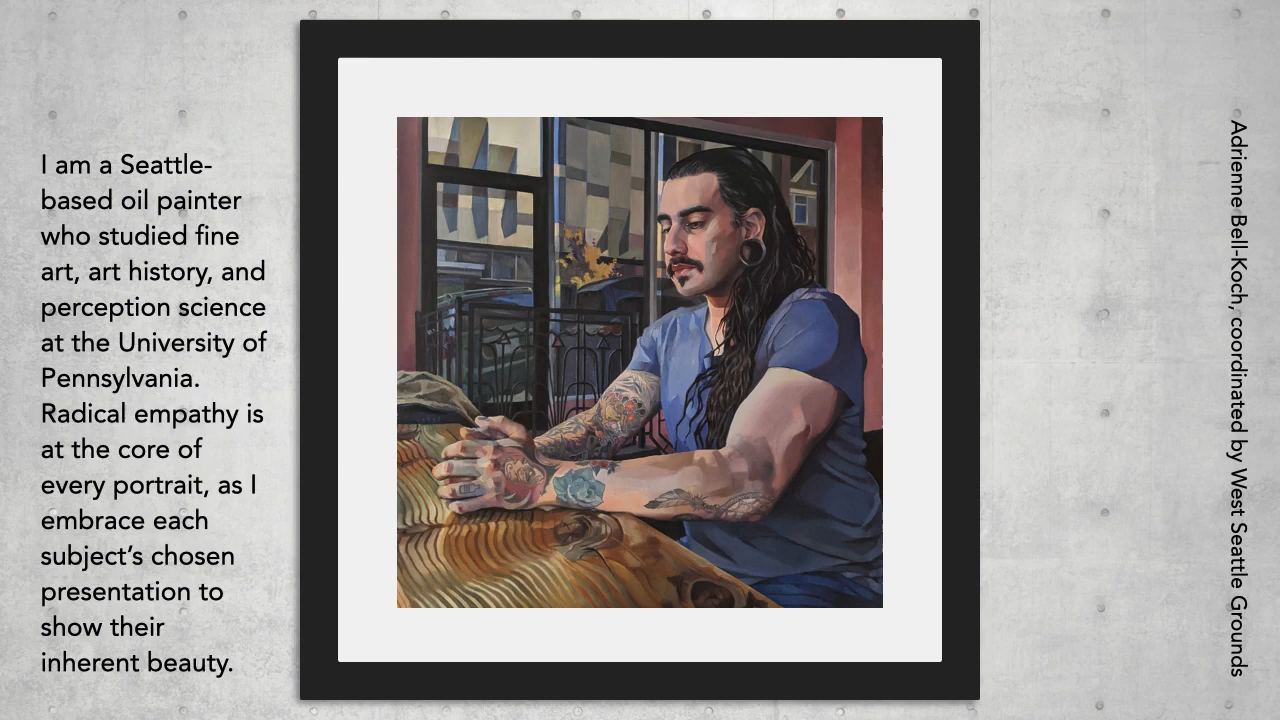 I am a Seattle-
based oil painter
who studied fine
art, art history, and
perception science
at the University of
Pennsylvania.
Radical empathy is
at the core of
every portrait, as I
embrace each
subject’s chosen
presentation to
show their
inherent beauty.
Adrienne Bell-Koch, coordinated by West Seattle Grounds